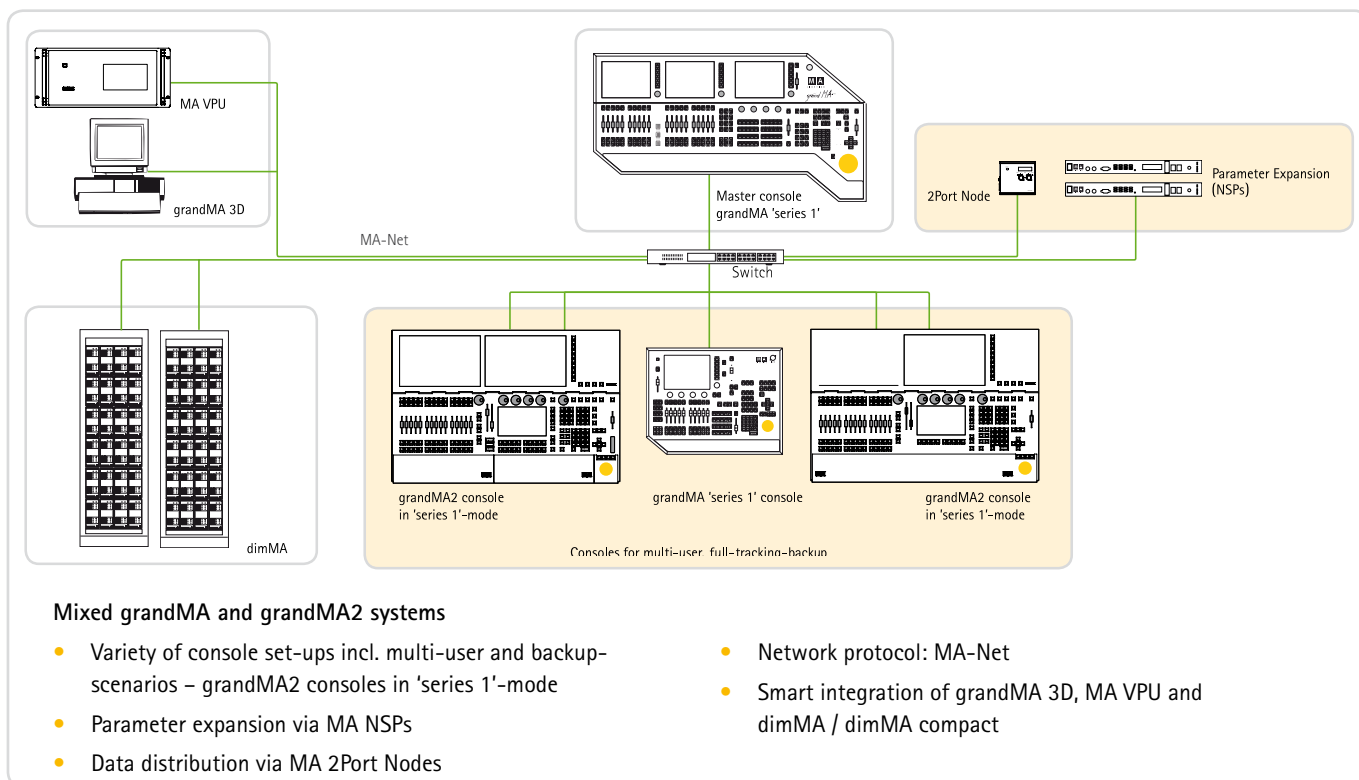 MA VPU
grandMA 3D
MA
grandMA
Master console
grandMA 'series 1'
2Port Node
Parameter Expansion
(NSPs)
MA-Net
Switch
dimMA
grandMA2 console
in 'series 1'-mode
grandMA 'series 1' console
grandMA2 console
in 'series 1'-mode
Consoles for multi-user, full-tracking-backup
Mixed grandMA and grandMA2 systems
• Variety of console set-ups incl. multi-user and backup-
scenarios – grandMA2 consoles in ‘series 1’-mode
• Parameter expansion via MA NSPs
• Data distribution via MA 2Port Nodes
• Network protocol: MA-Net
• Smart integration of grandMA 3D, MA VPU and
dimMA / dimMA compact